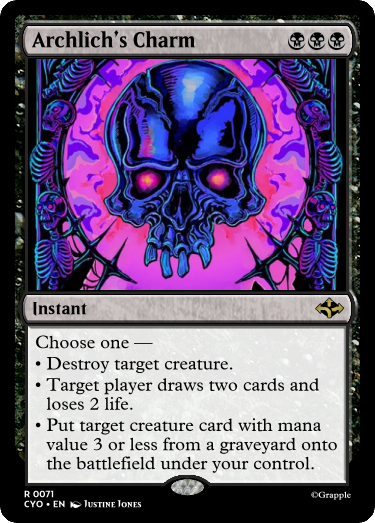 Archlich's Charm
Instant
Choose one —
• Destroy target creature.
• Target player draws two cards and
loses 2 life.
• Put target creature card with mana
value 3 or less from a graveyard onto
the battlefield under your control.
R 0071
CYO • EN Justine Jones
©Grapple